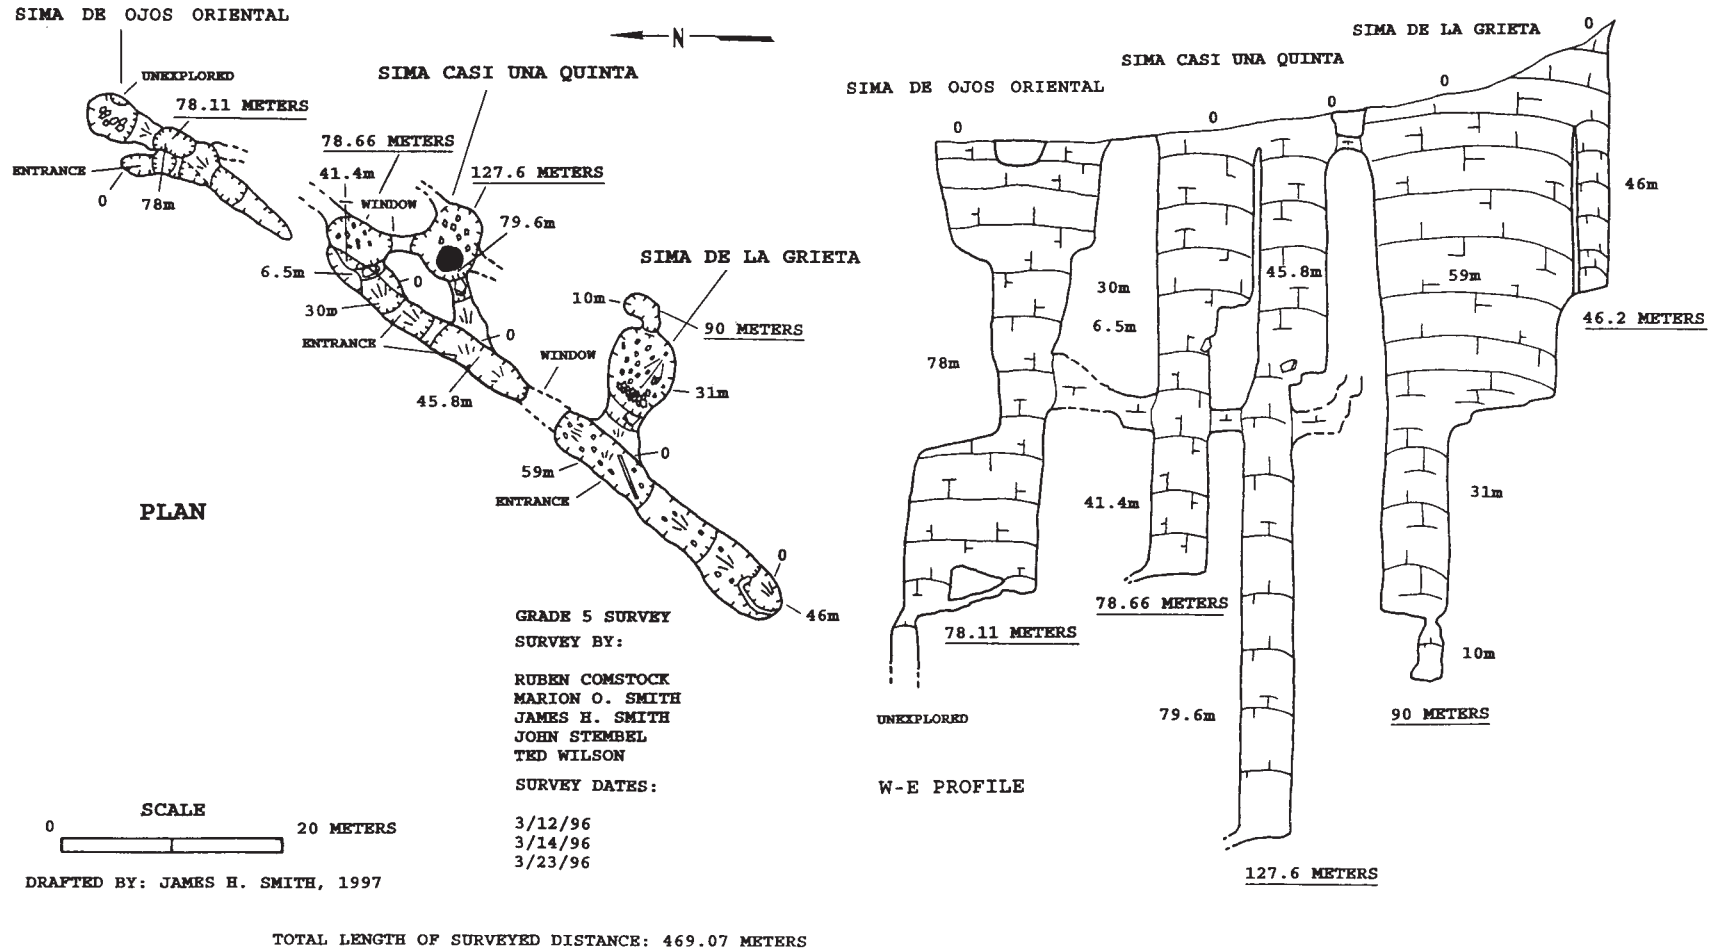 SIMA DE OJOS ORIENTAL
UNEXPLORED
78.11 METERS
ENTRANCE
0
78m
N
SIMA CASI UNA QUINTA
78.66 METERS
41.4m
WINDOW
127.6 METERS
79.6m
6.5m
0
30m
ENTRANCE
0
45.8m
SIMA DE LA GRIETA
10m
90 METERS
WINDOW
31m
0
59m
ENTRANCE
0
46m
PLAN
GRADE 5 SURVEY
SURVEY BY:
RUBEN COMSTOCK
MARION O. SMITH
JAMES H. SMITH
JOHN STEMBEL
TED WILSON
SURVEY DATES:
3/12/96
3/14/96
3/23/96
SCALE
0
20 METERS
DRAFTED BY: JAMES H. SMITH, 1997
TOTAL LENGTH OF SURVEYED DISTANCE: 469.07 METERS
SIMA DE OJOS ORIENTAL
SIMA CASI UNA QUINTA
SIMA DE LA GRIETA
0
0
0
0
0
46m
30m
6.5m
45.8m
59m
46.2 METERS
78m
41.4m
31m
78.66 METERS
78.11 METERS
10m
UNEXPLORED
79.6m
90 METERS
W-E PROFILE
127.6 METERS